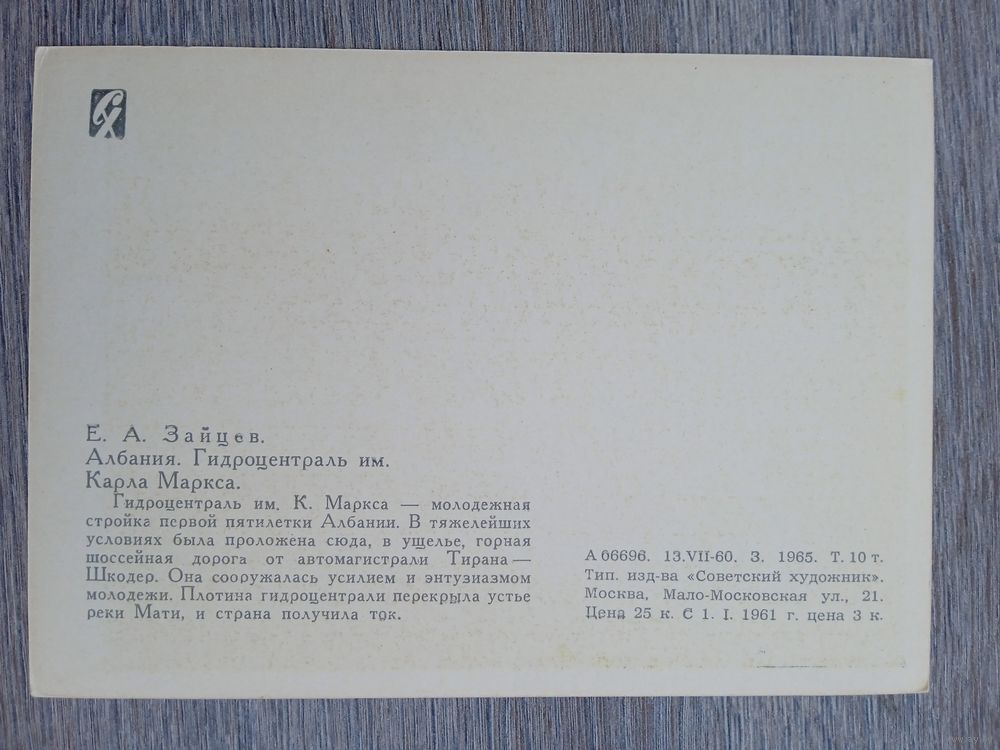 СХ
Е. А. Зайцев.
Албания. Гидроцентраль им.
Карла Маркса.
Гидроцентраль им. К. Маркса — молодежная
стройка первой пятилетки Албании. В тяжелейших
условиях была проложена сюда, в ущелье, горная
шоссейная дорога от автомагистрали Тирана —
Шкодер. Она сооружалась усилием и энтузиазмом
молодежи. Плотина гидроцентрали перекрыла устье
реки Мати, и страна получила ток.
А 06696. 13.VII-60. З. 1965. Т. 10 т.
Тип. изд-ва «Советский художник».
Москва, Мало-Московская ул., 21.
Цена 25 к. С 1. I. 1961 г. цена 3 к.